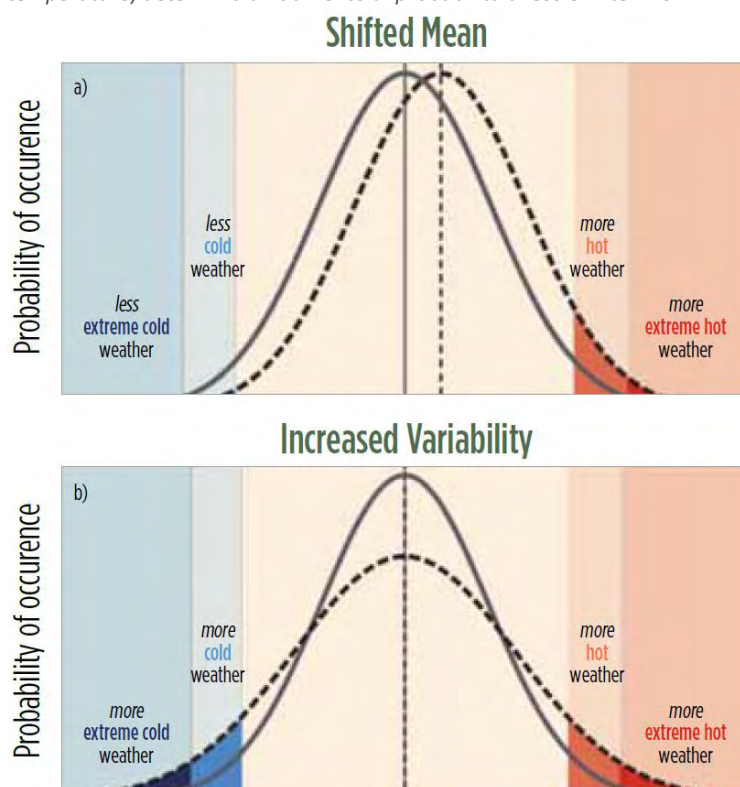 Shifted Mean
a)
Probability of occurence
less
cold
weather
less
extreme cold
weather
more
hot
weather
more
extreme hot
weather
Increased Variability
b)
Probability of occurence
more
cold
weather
more
extreme cold
weather
more
hot
weather
more
extreme hot
weather